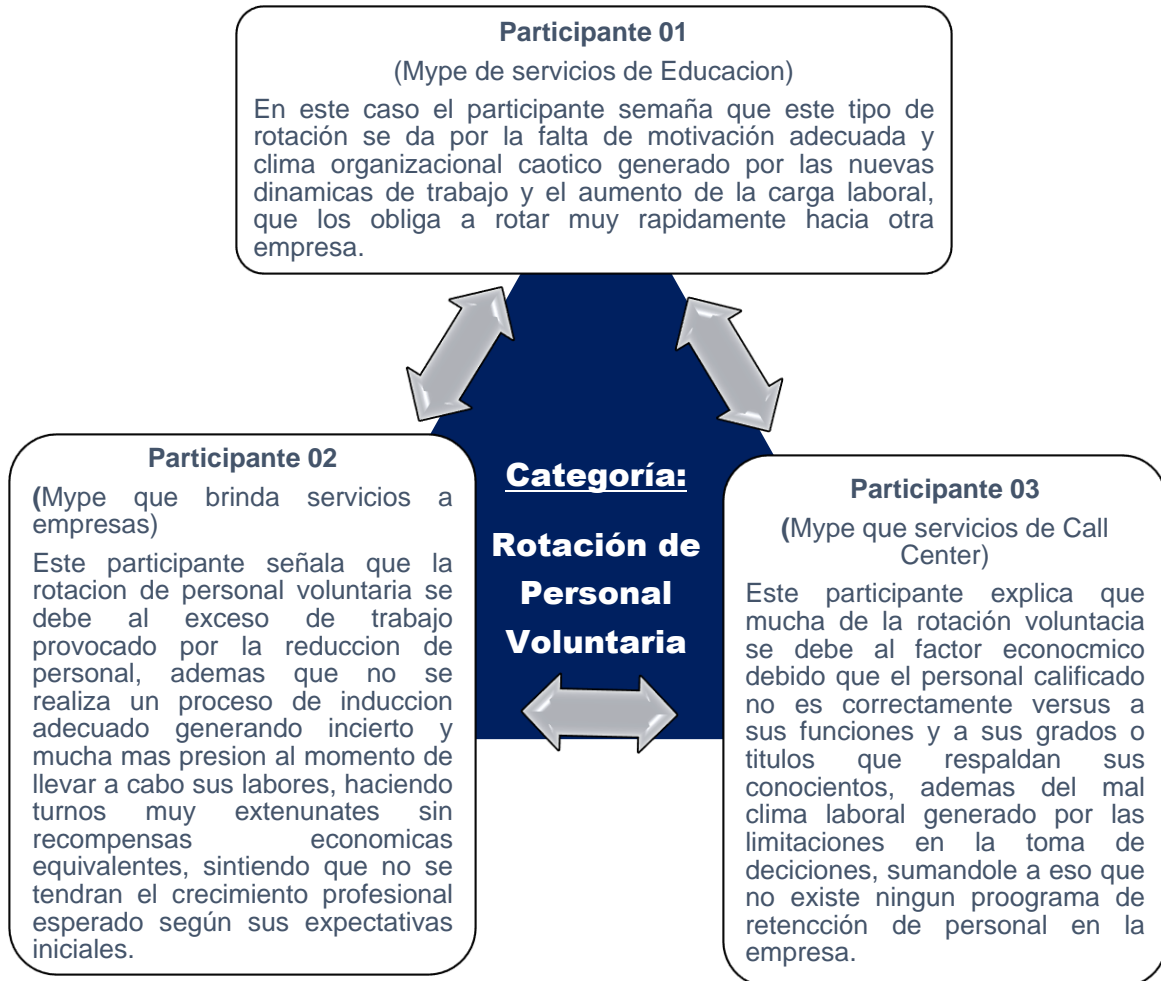 Participante 01
(Mype de servicios de Educacion)
En este caso el participante semaña que este tipo de
rotación se da por la falta de motivación adecuada y
clima organizacional caotico generado por las nuevas
dinamicas de trabajo y el aumento de la carga laboral,
que los obliga a rotar muy rapidamente hacia otra
empresa.
Participante 02
(Mype que brinda servicios a
empresas)
Este participante señala que la
rotacion de personal voluntaria se
debe al exceso de trabajo
provocado por la reduccion de
personal, ademas que no se
realiza un proceso de induccion
adecuado generando incierto y
mucha mas presion al momento de
llevar a cabo sus labores, haciendo
turnos muy extenunates sin
recompensas economicas
equivalentes, sintiendo que no se
tendran el crecimiento profesional
esperado según sus expectativas
iniciales.
Categoría:
Rotación de
Personal
Voluntaria
Participante 03
(Mype que servicios de Call
Center)
Este participante explica que
mucha de la rotación voluntacia
se debe al factor econocmico
debido que el personal calificado
no es correctamente versus a
sus funciones y a sus grados o
titulos que respaldan sus
conocientos, ademas del mal
clima laboral generado por las
limitaciones en la toma de
deciciones, sumandole a eso que
no existe ningun proograma de
retencción de personal en la
empresa.